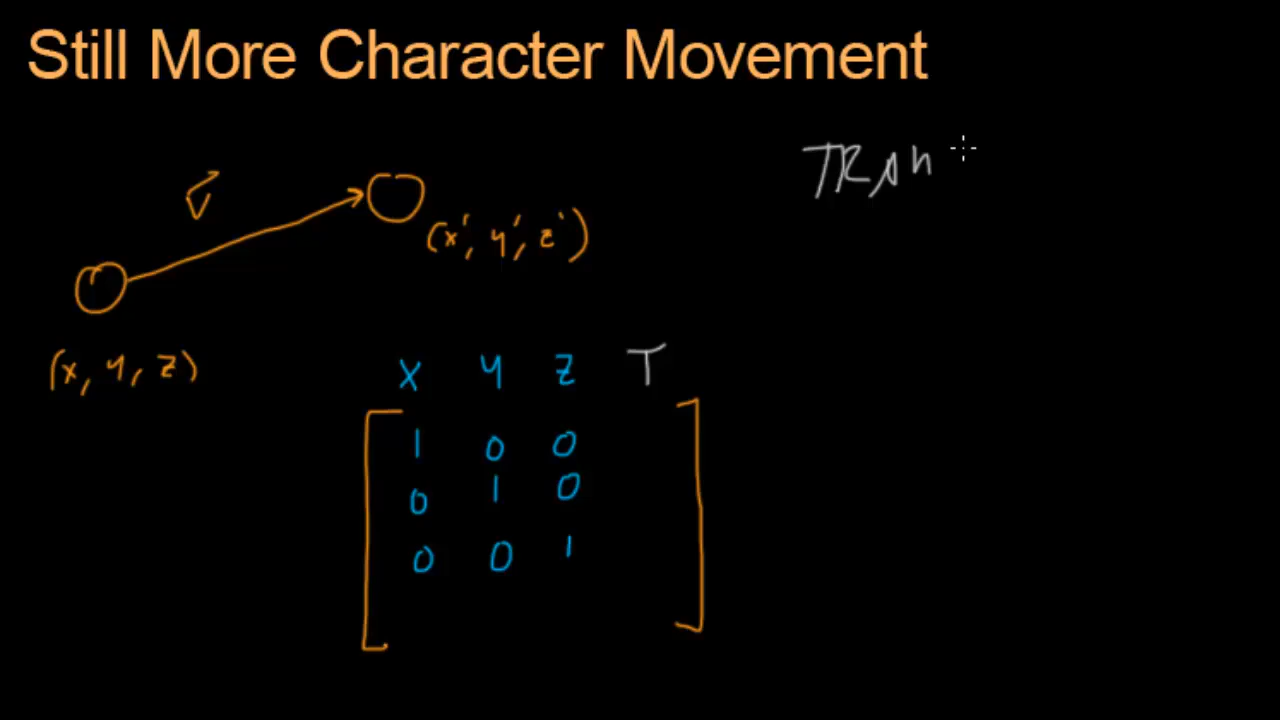 Still More Character Movement
TRAN
V
(x', y', z')
(x, y, z)
X Y Z T
1 0 0
0 1 0
0 0 1